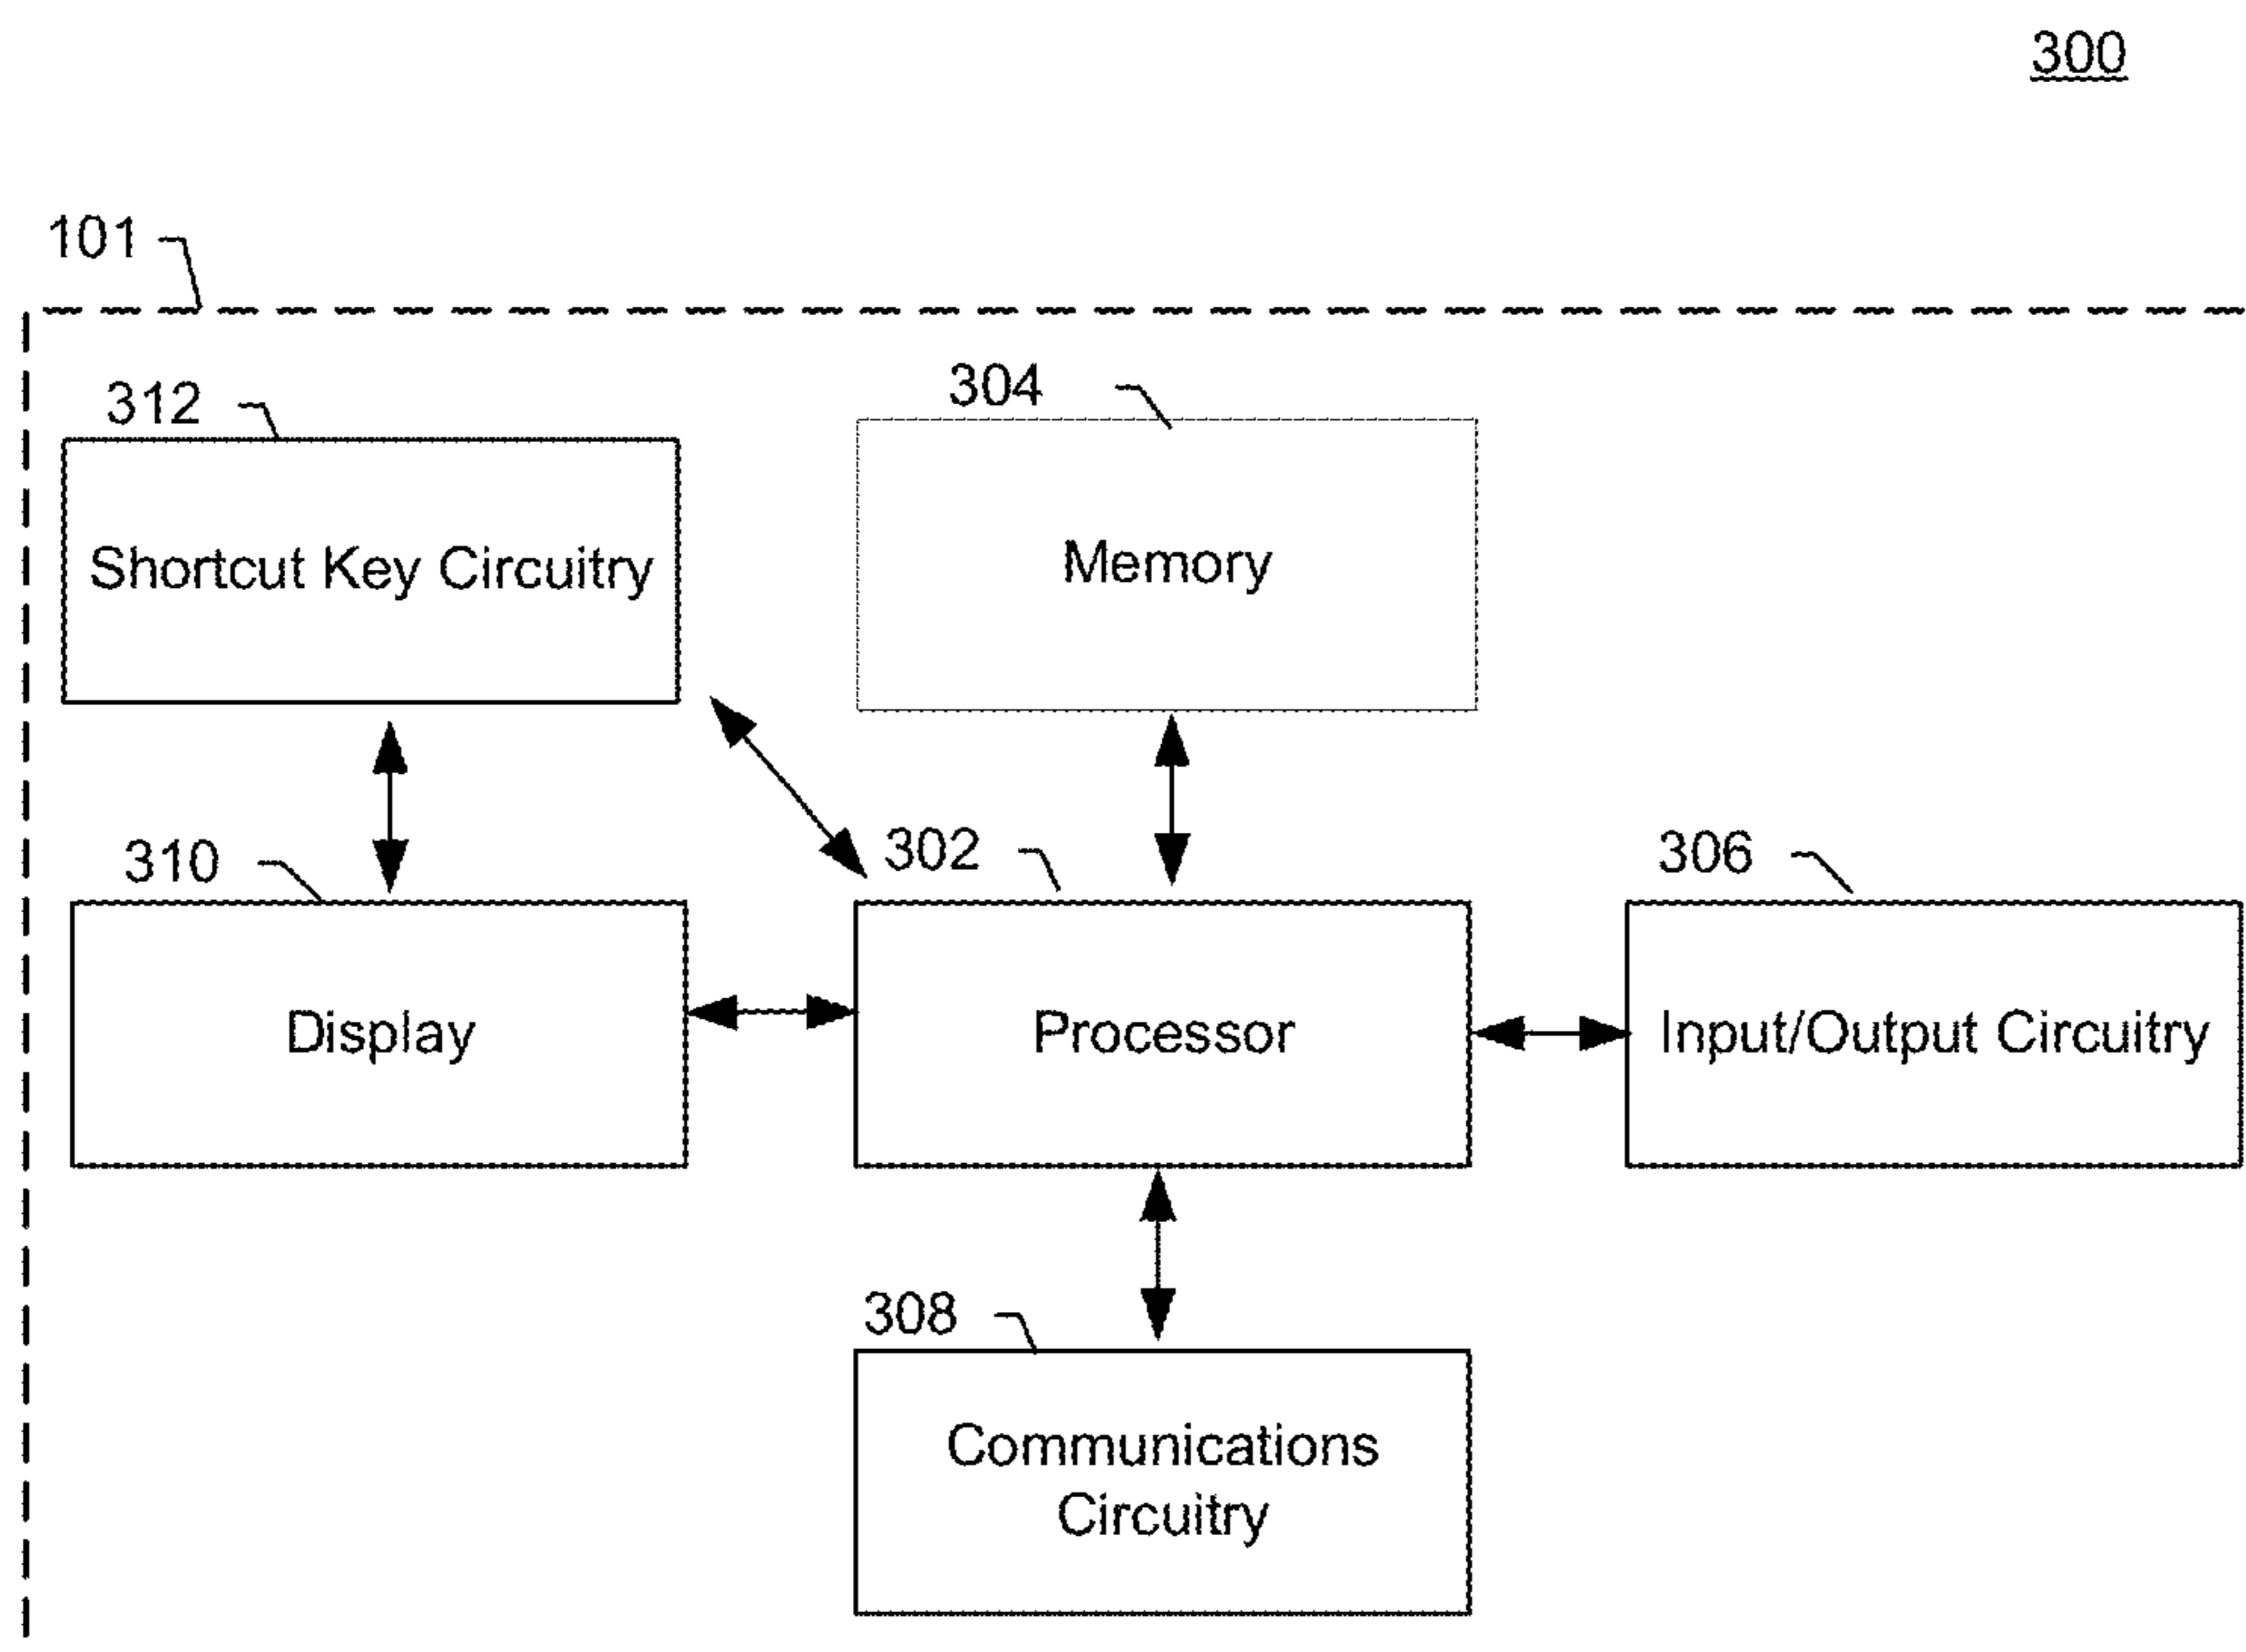 300
101
312
304
Shortcut Key Circuitry
Memory
310
302
306
Display
Processor
Input/Output Circuitry
308
Communications
Circuitry